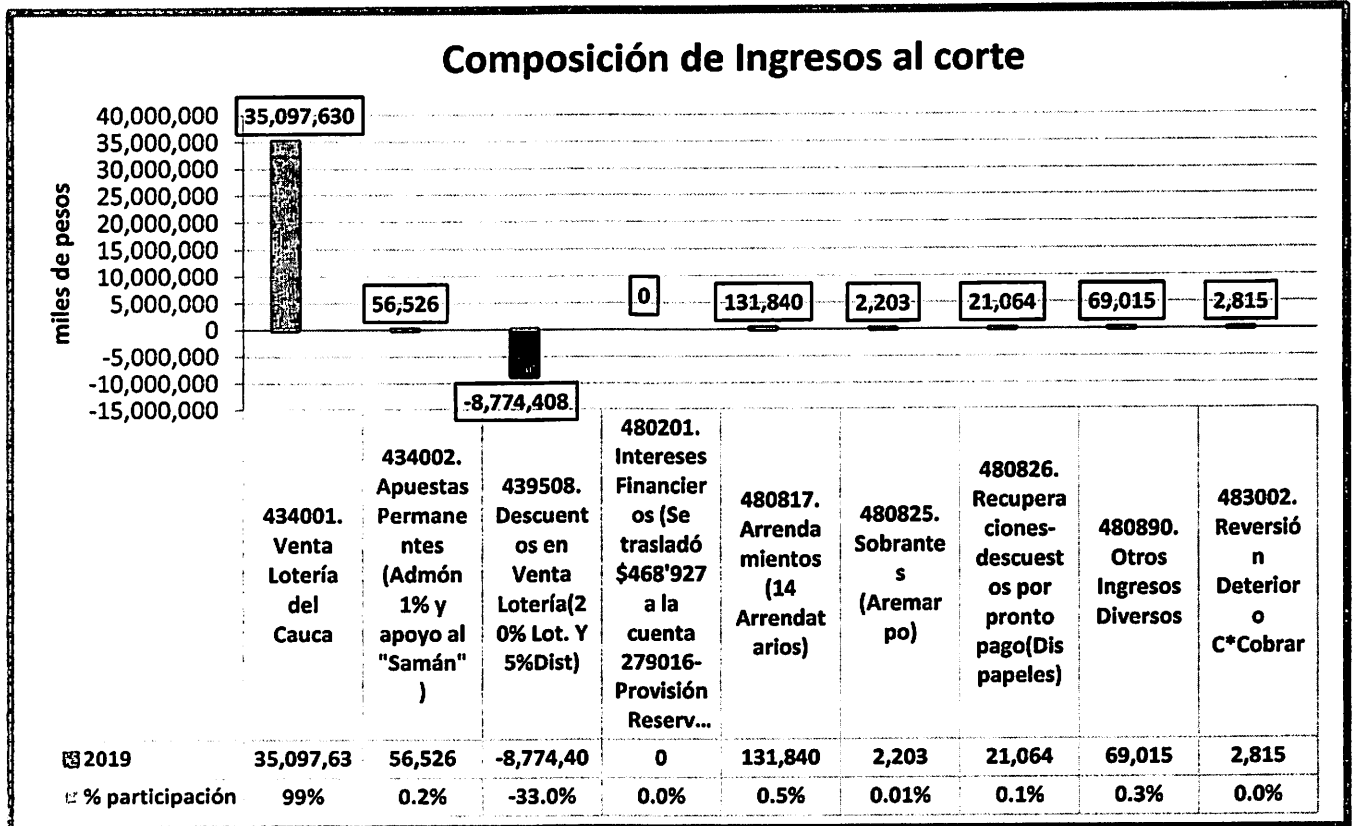 Composición de Ingresos al corte
miles de pesos
40,000,000
35,000,000
30,000,000
25,000,000
20,000,000
15,000,000
10,000,000
5,000,000
0
-5,000,000
-10,000,000
-15,000,000
35,097,630
56,526
-8,774,408
0
131,840
2,203
21,064
69,015
2,815
434001.
Venta
Lotería
del
Cauca
434002.
Apuestas
Permane
ntes
(Admón
1% y
apoyo al
"Samán"
)
439508.
Descuent
os en
Venta
Lotería(2
0% Lot. Y
5%Dist)
480201.
Intereses
Financier
os (Se
trasladó
$468'927
a la
cuenta
279016-
Provisión
Reserv...
480817.
Arrenda
mientos
(14
Arrendat
arios)
480825.
Sobrante
s
(Aremar
po)
480826.
Recupera
ciones-
descuest
os por
pronto
pago(Dis
papeles)
480890.
Otros
Ingresos
Diversos
483002.
Reversió
n
Deterior
o
C*Cobrar
2019 35,097,63 56,526 -8,774,40 0 131,840 2,203 21,064 69,015 2,815
% participación 99% 0.2% -33.0% 0.0% 0.5% 0.01% 0.1% 0.3% 0.0%